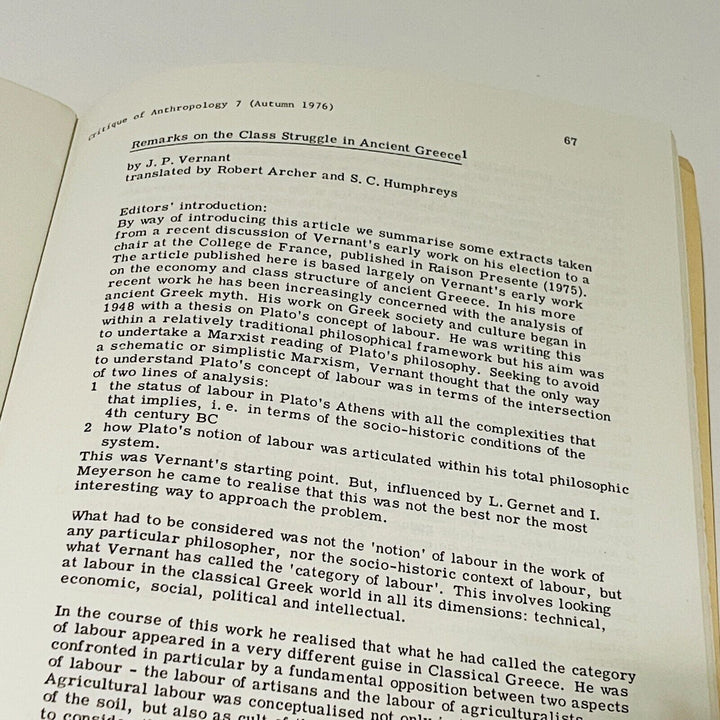 Critique of Anthropology 7 (Autumn 1976)
67
Remarks on the Class Struggle in Ancient Greece1
by J. P. Vernant
translated by Robert Archer and S. C. Humphreys
Editors' introduction:
By way of introducing this article we summarise some extracts taken
from a recent discussion of Vernant's early work on his election to a
chair at the College de France, published in Raison Presente (1975).
The article published here is based largely on Vernant's early work
on the economy and class structure of ancient Greece. In his more
recent work he has been increasingly concerned with the analysis of
ancient Greek myth. His work on Greek society and culture began in
1948 with a thesis on Plato's concept of labour. He was writing this
within a relatively traditional philosophical framework but his aim was
to undertake a Marxist reading of Plato's philosophy. Seeking to avoid
a schematic or simplistic Marxism, Vernant thought that the only way
to understand Plato's concept of labour was in terms of the intersection
of two lines of analysis:
1 the status of labour in Plato's Athens with all the complexities that
that implies, i. e. in terms of the socio-historic conditions of the
4th century BC
2 how Plato's notion of labour was articulated within his total philosophic
system.
This was Vernant's starting point. But, influenced by L. Gernet and I.
Meyerson he came to realise that this was not the best nor the most
interesting way to approach the problem.
What had to be considered was not the 'notion' of labour in the work of
any particular philosopher, nor the socio-historic context of labour, but
what Vernant has called the 'category of labour'. This involves looking
at labour in the classical Greek world in all its dimensions: technical,
economic, social, political and intellectual.
In the course of this work he realised that what he had called the category
of labour appeared in a very different guise in Classical Greece. He was
confronted in particular by a fundamental opposition between two aspects
of labour - the labour of artisans and the labour of agriculturalists.
Agricultural labour was conceptualised not only
of the soil, but also as cult of